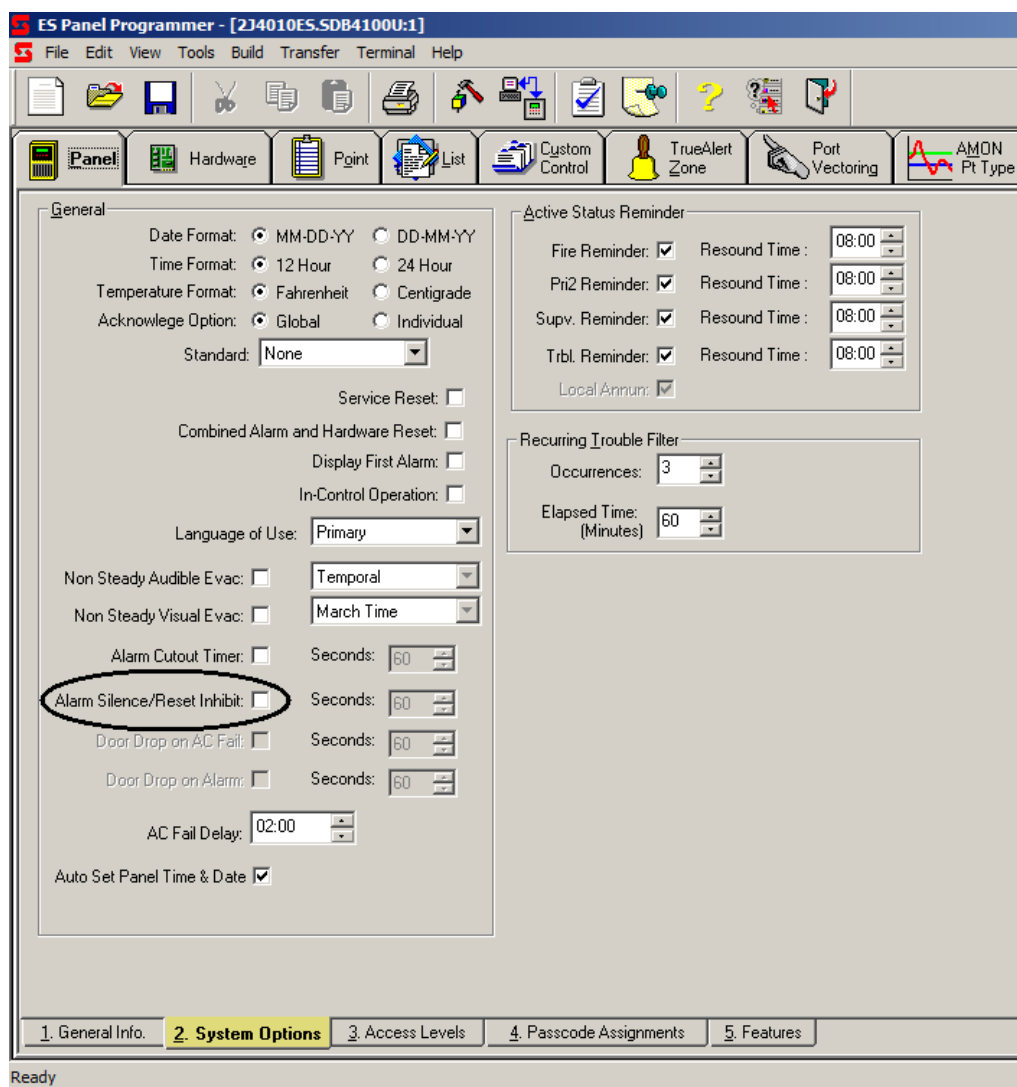 ES Panel Programmer - [2J4010ES.SDB4100U:1]
File Edit View Tools Build Transfer Terminal Help
Panel Hardware Point List Custom Control TrueAlert Zone Port Vectoring AMON Pt Type
General
Date Format: MM-DD-YY DD-MM-YY
Time Format: 12 Hour 24 Hour
Temperature Format: Fahrenheit Centigrade
Acknowlege Option: Global Individual
Standard: None
Service Reset:
Combined Alarm and Hardware Reset:
Display First Alarm:
In-Control Operation:
Language of Use: Primary
Non Steady Audible Evac: Temporal
Non Steady Visual Evac: March Time
Alarm Cutout Timer: Seconds: 60
Alarm Silence/Reset Inhibit: Seconds: 60
Door Drop on AC Fail: Seconds: 60
Door Drop on Alarm: Seconds: 60
AC Fail Delay: 02:00
Auto Set Panel Time & Date
Active Status Reminder
Fire Reminder: Resound Time : 08:00
Pri2 Reminder: Resound Time : 08:00
Supv. Reminder: Resound Time : 08:00
Trbl. Reminder: Resound Time : 08:00
Local Annun:
Recurring Trouble Filter
Occurrences: 3
Elapsed Time: 60
(Minutes)
1. General Info. 2. System Options 3. Access Levels 4. Passcode Assignments 5. Features
Ready